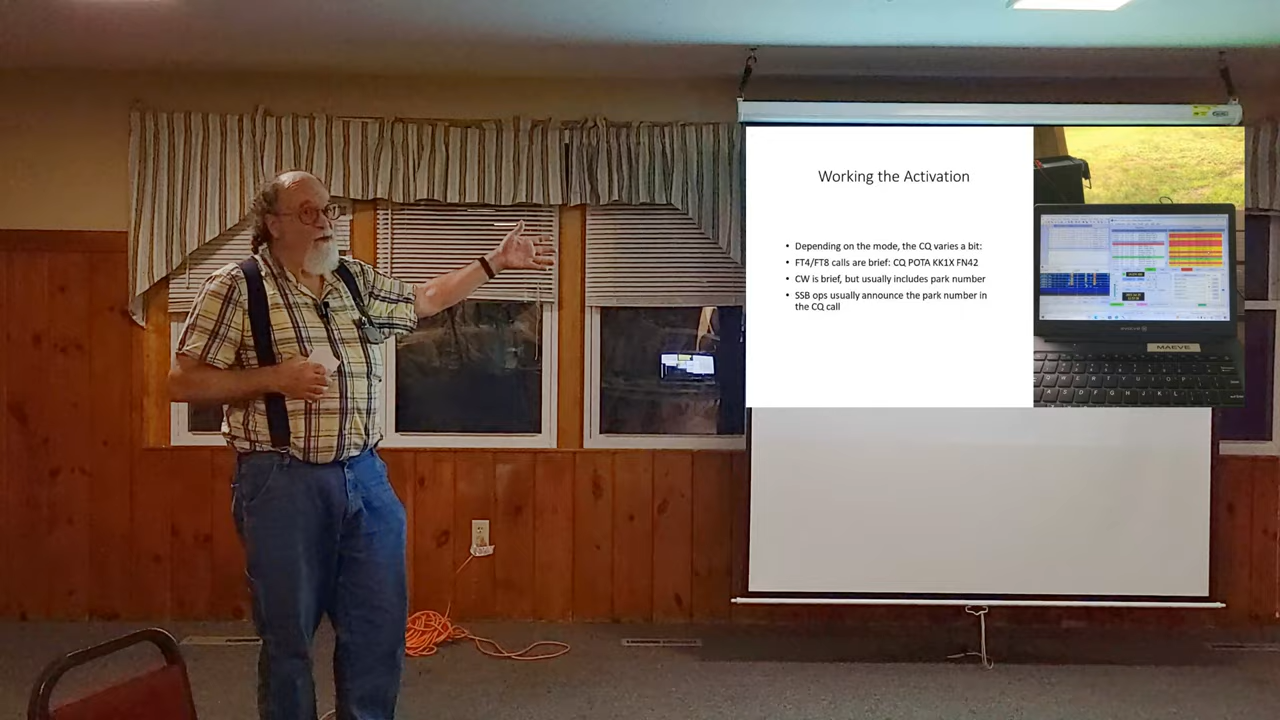 Working the Activation
• Depending on the mode, the CQ varies a bit:
• FT4/FT8 calls are brief: CQ POTA KK1X FN42
• CW is brief, but usually includes park number
• SSB ops usually announce the park number in
the CQ call
MAEVE